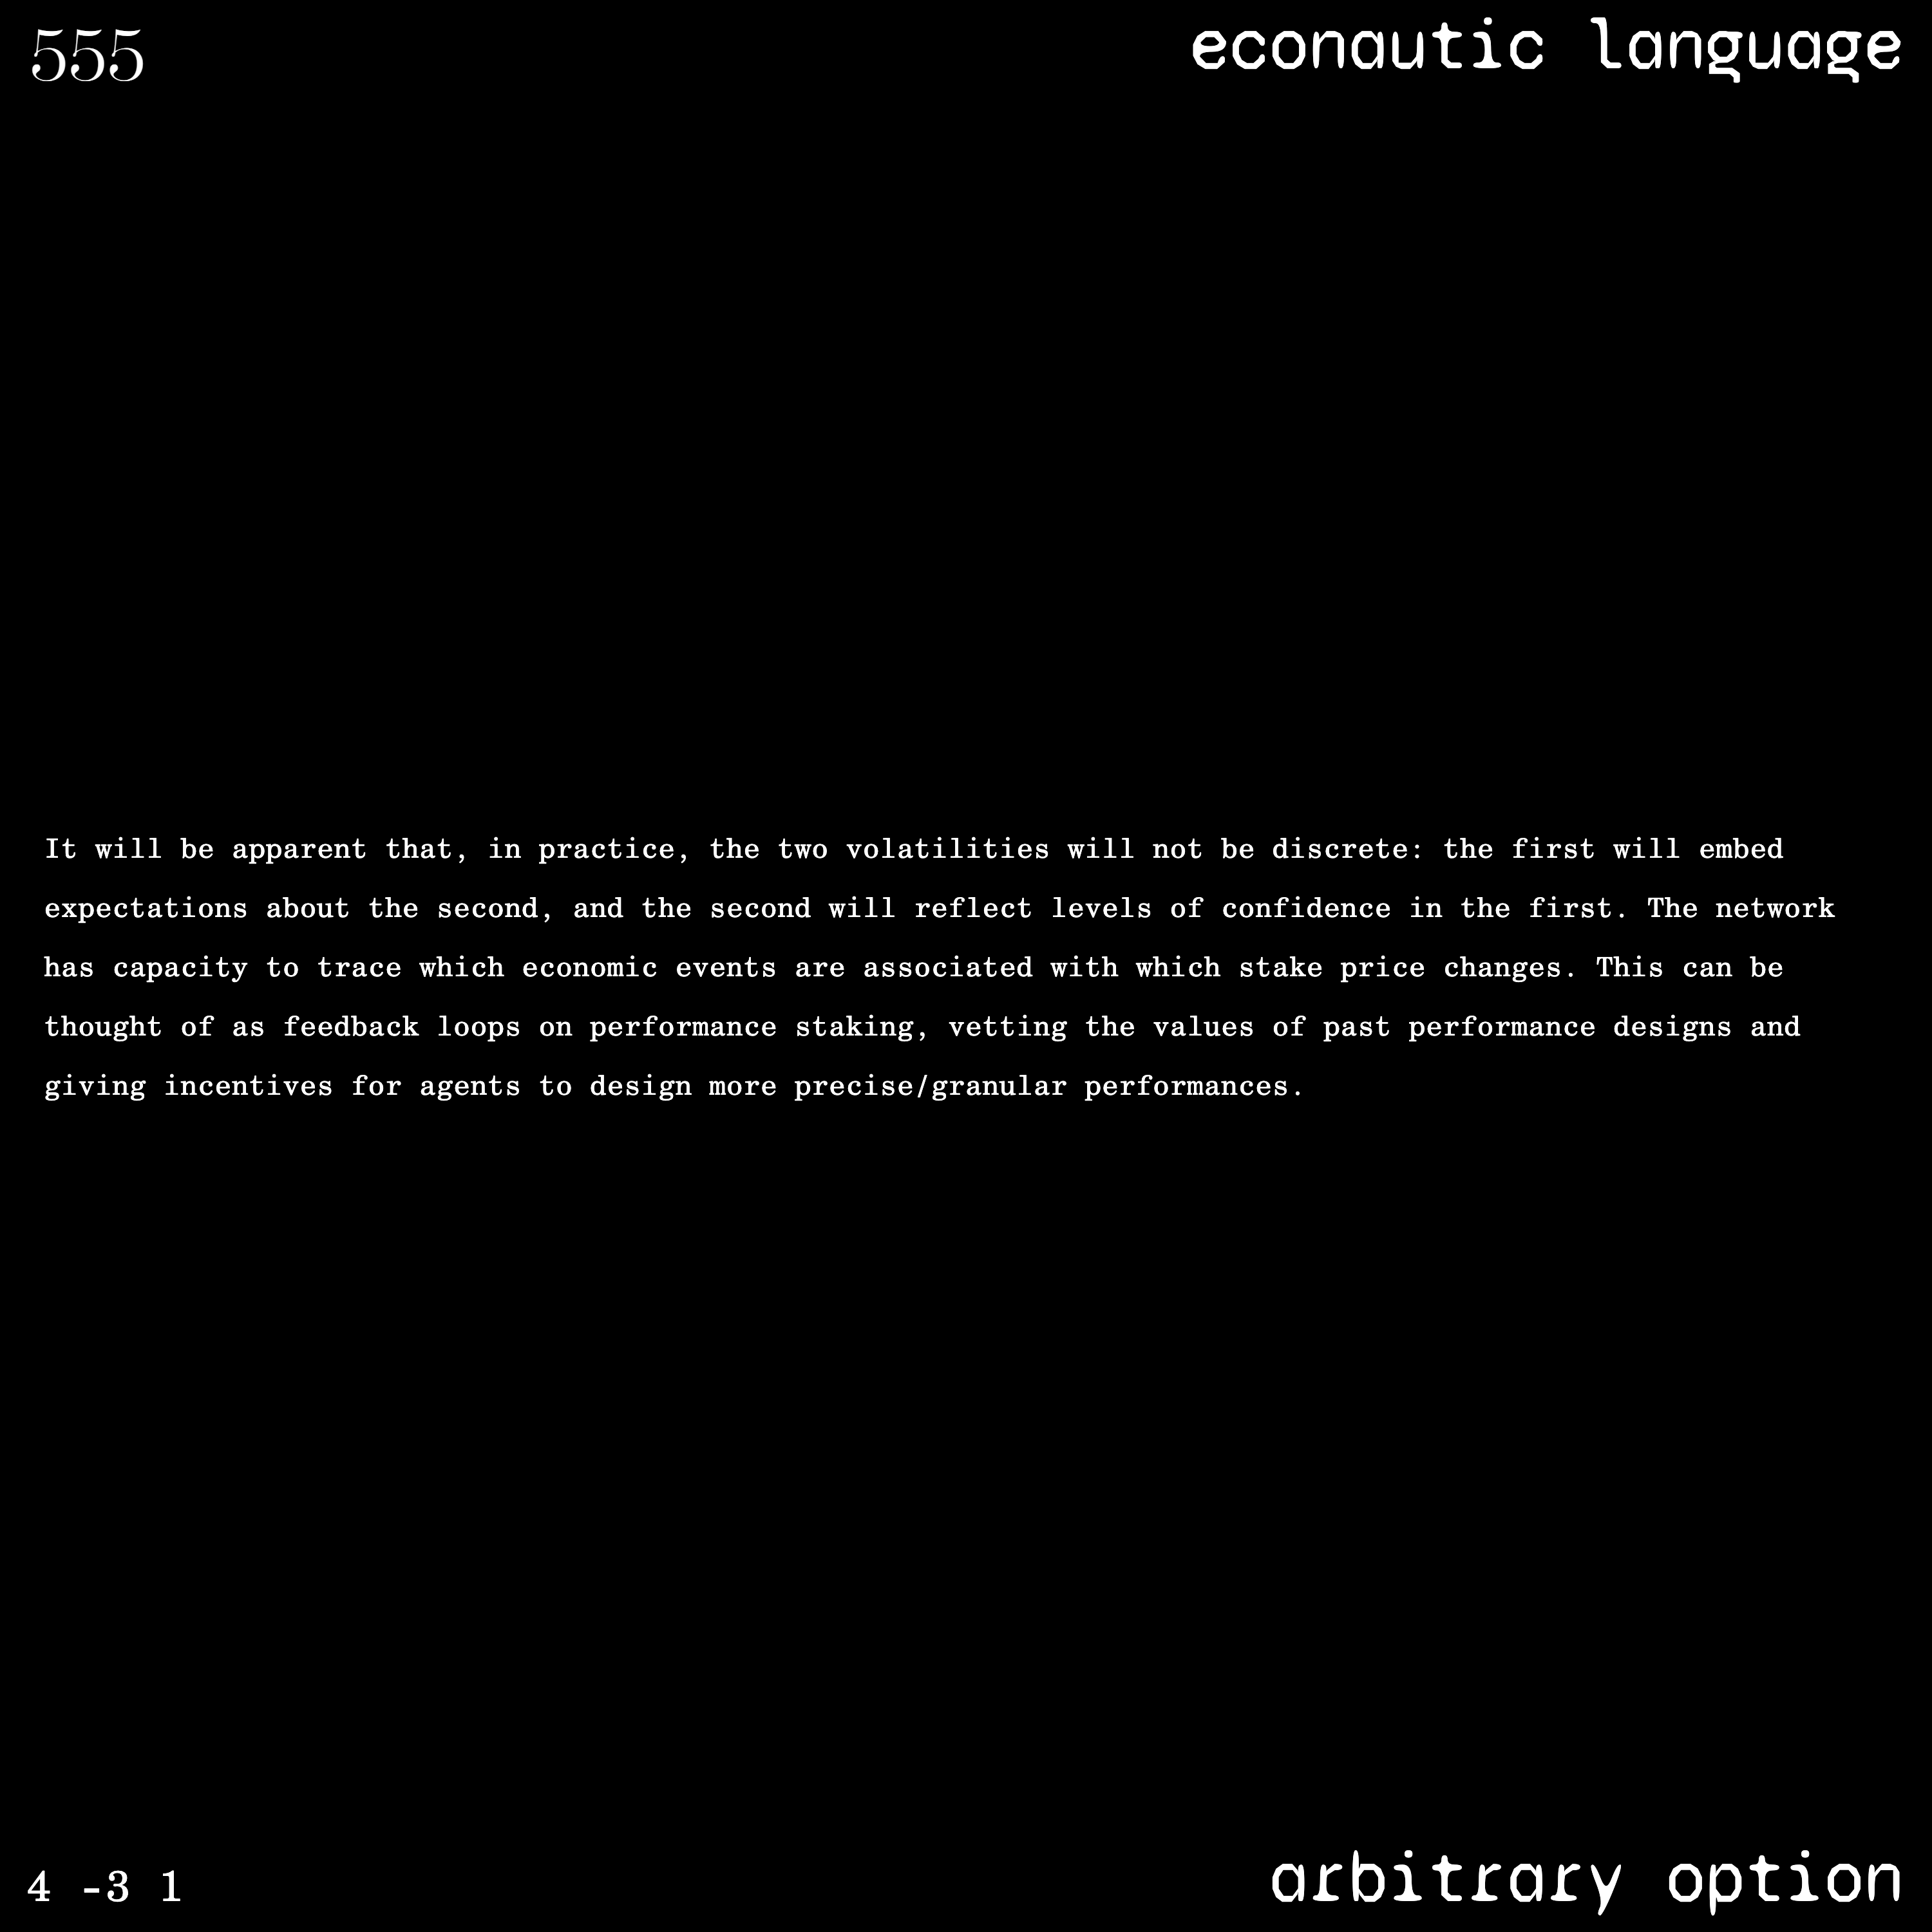 555
econautic language
It will be apparent that, in practice, the two volatilities will not be discrete: the first will embed
expectations about the second, and the second will reflect levels of confidence in the first. The network
has capacity to trace which economic events are associated with which stake price changes. This can be
thought of as feedback loops on performance staking, vetting the values of past performance designs and
giving incentives for agents to design more precise/granular performances.
4 -3 1
arbitrary option